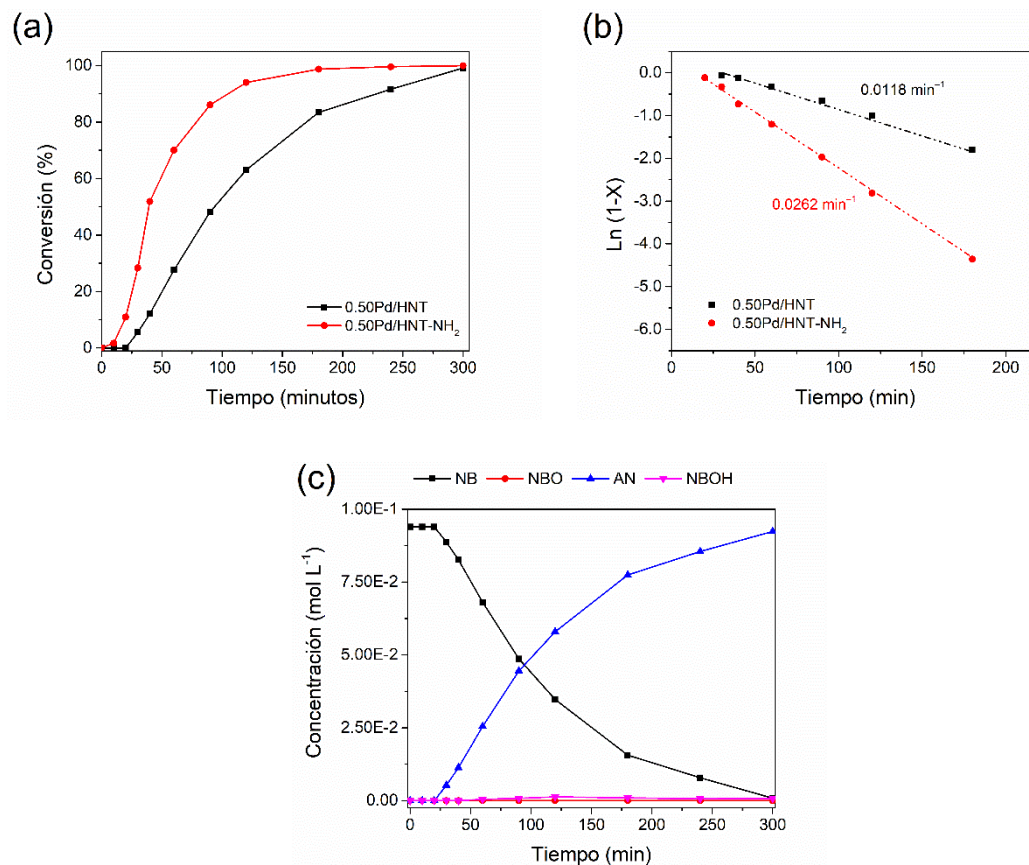 (a)
100
80
60
40
20
0
Conversión (%)
0.50Pd/HNT
0.50Pd/HNT-NH₂
0 50 100 150 200 250 300
Tiempo (minutos)
(b)
0.0
-1.0
-2.0
-3.0
-4.0
-5.0
-6.0
Ln (1-X)
0.0118 min⁻¹
0.0262 min⁻¹
0.50Pd/HNT
0.50Pd/HNT-NH₂
0 50 100 150 200
Tiempo (min)
(c)
NB NBO AN NBOH
1.00E-1
7.50E-2
5.00E-2
2.50E-2
0.00
Concentración (mol L⁻¹)
0 50 100 150 200 250 300
Tiempo (min)